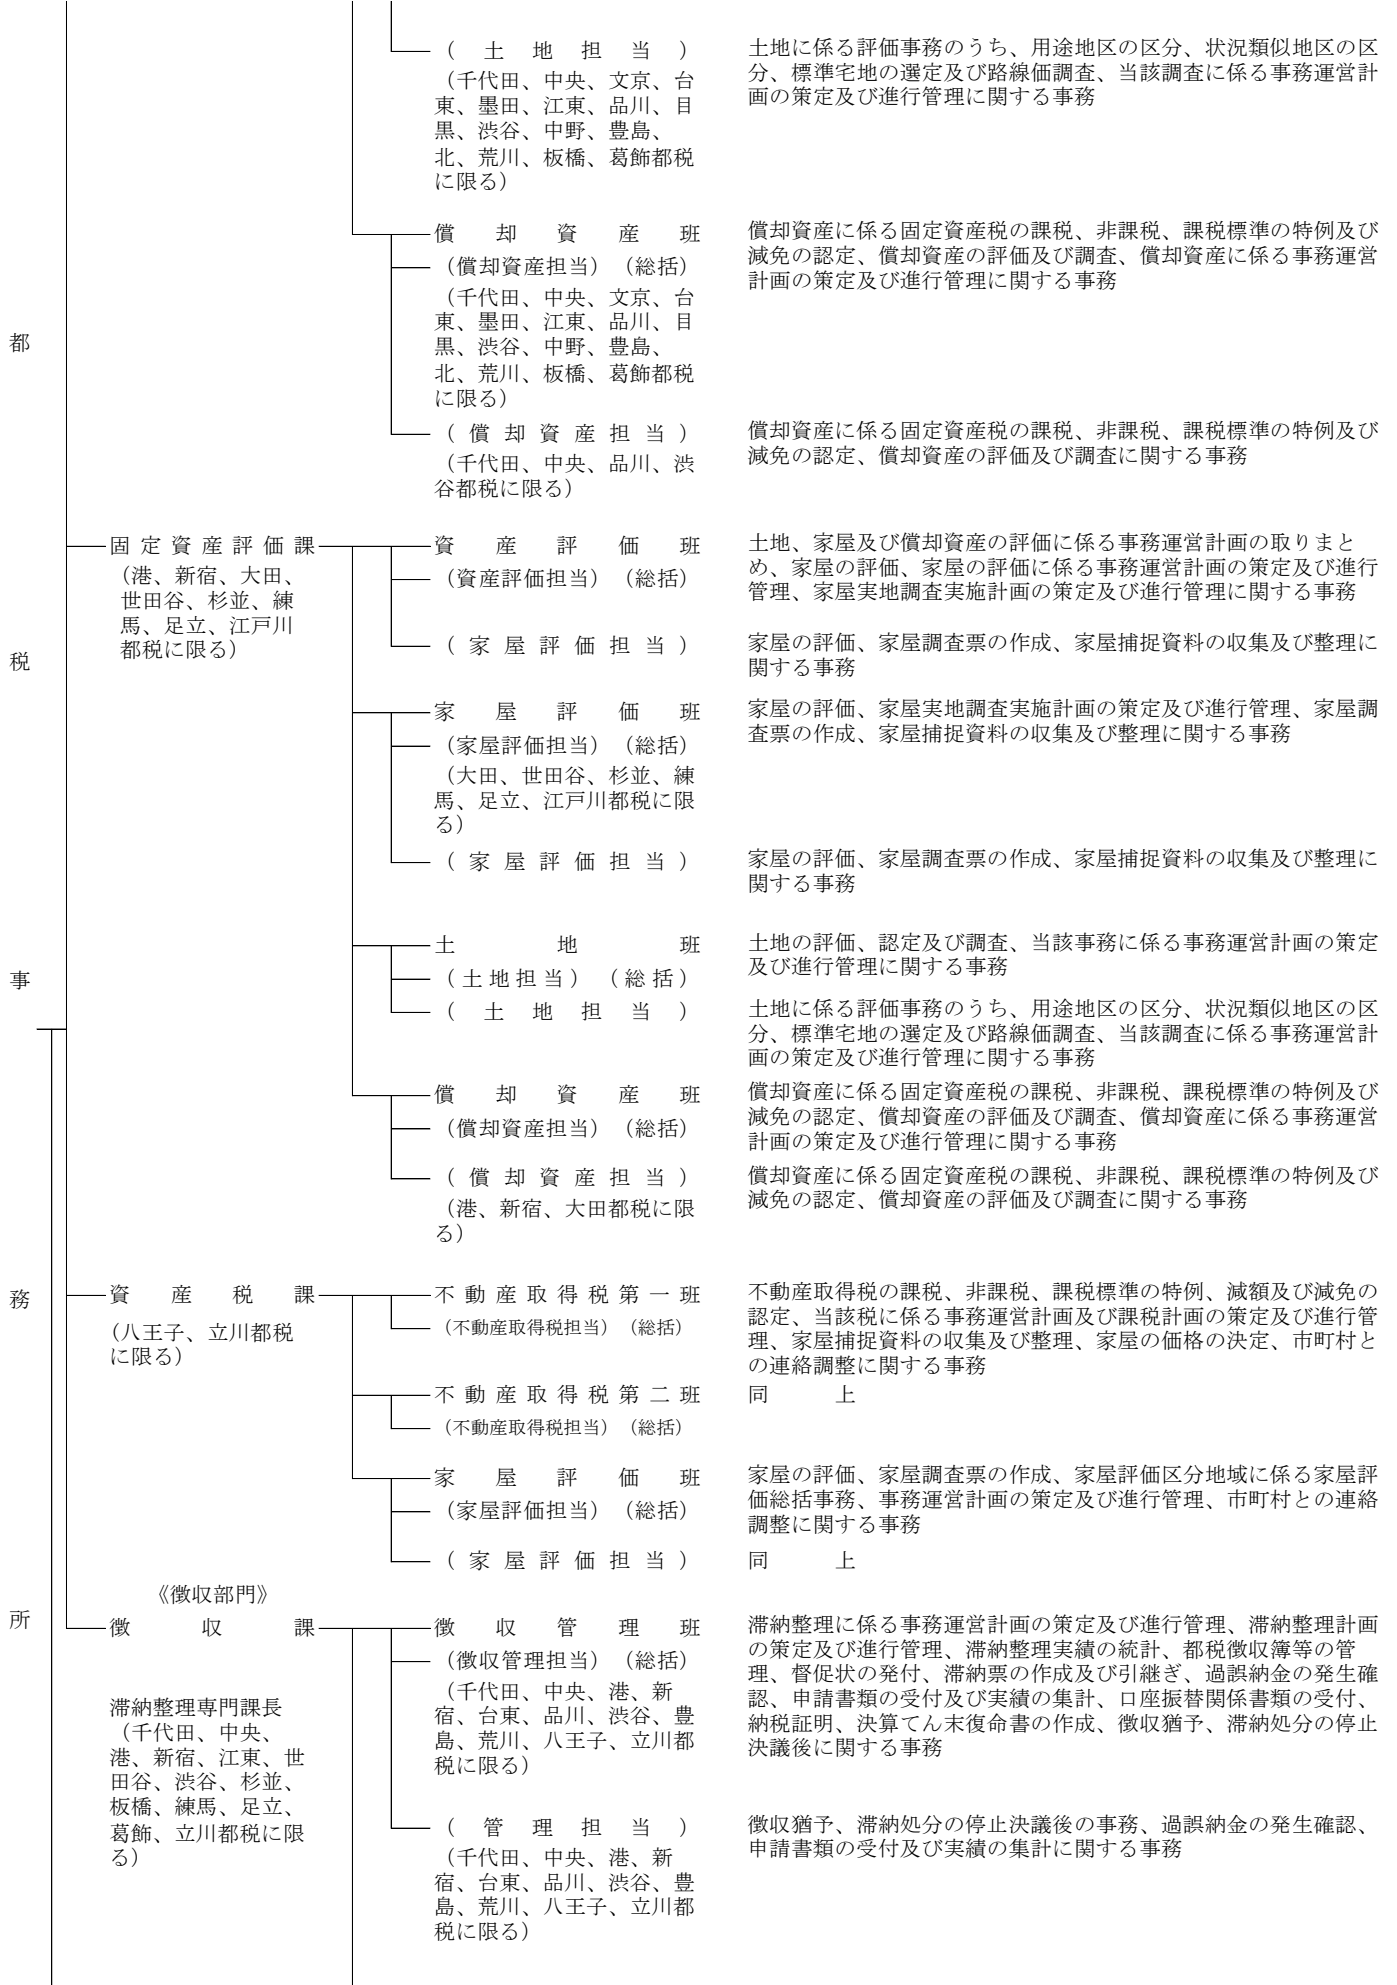 ( 土 地 担 当 )
(千代田、中央、文京、台
東、墨田、江東、品川、目
黒、渋谷、中野、豊島、
北、荒川、板橋、葛飾都税
に限る)
土地に係る評価事務のうち、用途地区の区分、状況類似地区の区
分、標準宅地の選定及び路線価調査、当該調査に係る事務運営計
画の策定及び進行管理に関する事務
償 却 資 産 班
(償却資産担当) (総括)
(千代田、中央、文京、台
東、墨田、江東、品川、目
黒、渋谷、中野、豊島、
北、荒川、板橋、葛飾都税
に限る)
償却資産に係る固定資産税の課税、非課税、課税標準の特例及び
減免の認定、償却資産の評価及び調査、償却資産に係る事務運営
計画の策定及び進行管理に関する事務
都
( 償 却 資 産 担 当 )
(千代田、中央、品川、渋
谷都税に限る)
償却資産に係る固定資産税の課税、非課税、課税標準の特例及び
減免の認定、償却資産の評価及び調査に関する事務
固 定 資 産 評 価 課
(港、新宿、大田、
世田谷、杉並、練
馬、足立、江戸川
都税に限る)
資 産 評 価 班
(資産評価担当) (総括)
土地、家屋及び償却資産の評価に係る事務運営計画の取りまと
め、家屋の評価、家屋の評価に係る事務運営計画の策定及び進行
管理、家屋実地調査実施計画の策定及び進行管理に関する事務
税
( 家 屋 評 価 担 当 )
家屋の評価、家屋調査票の作成、家屋捕捉資料の収集及び整理に
関する事務
家 屋 評 価 班
(家屋評価担当) (総括)
(大田、世田谷、杉並、練
馬、足立、江戸川都税に限
る)
家屋の評価、家屋実地調査実施計画の策定及び進行管理、家屋調
査票の作成、家屋捕捉資料の収集及び整理に関する事務
( 家 屋 評 価 担 当 )
家屋の評価、家屋調査票の作成、家屋捕捉資料の収集及び整理に
関する事務
土 地 班
(土地担当) (総括)
土地の評価、認定及び調査、当該事務に係る事務運営計画の策定
及び進行管理に関する事務
事
( 土 地 担 当 )
土地に係る評価事務のうち、用途地区の区分、状況類似地区の区
分、標準宅地の選定及び路線価調査、当該調査に係る事務運営計
画の策定及び進行管理に関する事務
償 却 資 産 班
(償却資産担当) (総括)
償却資産に係る固定資産税の課税、非課税、課税標準の特例及び
減免の認定、償却資産の評価及び調査、償却資産に係る事務運営
計画の策定及び進行管理に関する事務
( 償 却 資 産 担 当 )
(港、新宿、大田都税に限
る)
償却資産に係る固定資産税の課税、非課税、課税標準の特例及び
減免の認定、償却資産の評価及び調査に関する事務
務
資 産 税 課
(八王子、立川都税
に限る)
不 動 産 取 得 税 第 一 班
(不動産取得税担当) (総括)
不動産取得税の課税、非課税、課税標準の特例、減額及び減免の
認定、当該税に係る事務運営計画及び課税計画の策定及び進行管
理、家屋捕捉資料の収集及び整理、家屋の価格の決定、市町村と
の連絡調整に関する事務
不 動 産 取 得 税 第 二 班
(不動産取得税担当) (総括)
同 上
家 屋 評 価 班
(家屋評価担当) (総括)
家屋の評価、家屋調査票の作成、家屋評価区分地域に係る家屋評
価総括事務、事務運営計画の策定及び進行管理、市町村との連絡
調整に関する事務
( 家 屋 評 価 担 当 )
同 上
《徴収部門》
所
徴 収 課
滞納整理専門課長
(千代田、中央、
港、新宿、江東、世
田谷、渋谷、杉並、
板橋、練馬、足立、
葛飾、立川都税に限
る)
徴 収 管 理 班
(徴収管理担当) (総括)
(千代田、中央、港、新
宿、台東、品川、渋谷、豊
島、荒川、八王子、立川都
税に限る)
滞納整理に係る事務運営計画の策定及び進行管理、滞納整理計画
の策定及び進行管理、滞納整理実績の統計、都税徴収簿等の管
理、督促状の発付、滞納票の作成及び引継ぎ、過誤納金の発生確
認、申請書類の受付及び実績の集計、口座振替関係書類の受付、
納税証明、決算てん末復命書の作成、徴収猶予、滞納処分の停止
決議後に関する事務
( 管 理 担 当 )
(千代田、中央、港、新
宿、台東、品川、渋谷、豊
島、荒川、八王子、立川都
税に限る)
徴収猶予、滞納処分の停止決議後の事務、過誤納金の発生確認、
申請書類の受付及び実績の集計に関する事務